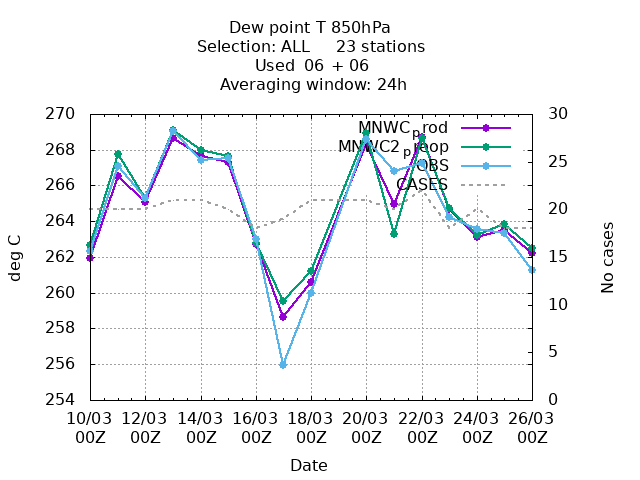 Dew point T 850hPa
Selection: ALL 23 stations
Used 06 + 06
Averaging window: 24h
270
268
266
264
262
260
258
256
254
30
25
20
15
10
5
0
MNWCprod
MNWC2preop
OBS
CASES
deg C
No cases
10/03 12/03 14/03 16/03 18/03 20/03 22/03 24/03 26/03
00Z 00Z 00Z 00Z 00Z 00Z 00Z 00Z 00Z
Date